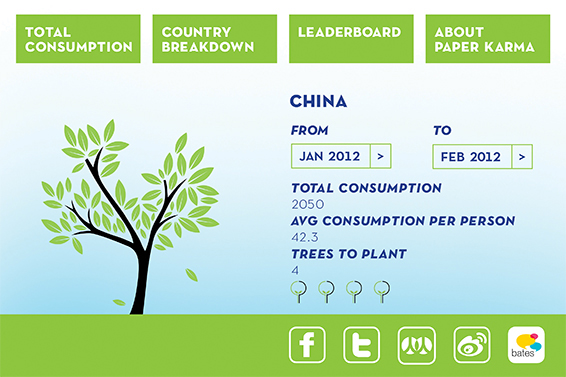 TOTAL
CONSUMPTION
COUNTRY
BREAKDOWN
LEADERBOARD
ABOUT
PAPER KARMA
CHINA
FROM
TO
JAN 2012 >
FEB 2012 >
TOTAL CONSUMPTION
2050
AVG CONSUMPTION PER PERSON
42.3
TREES TO PLANT
4
f
t
bates